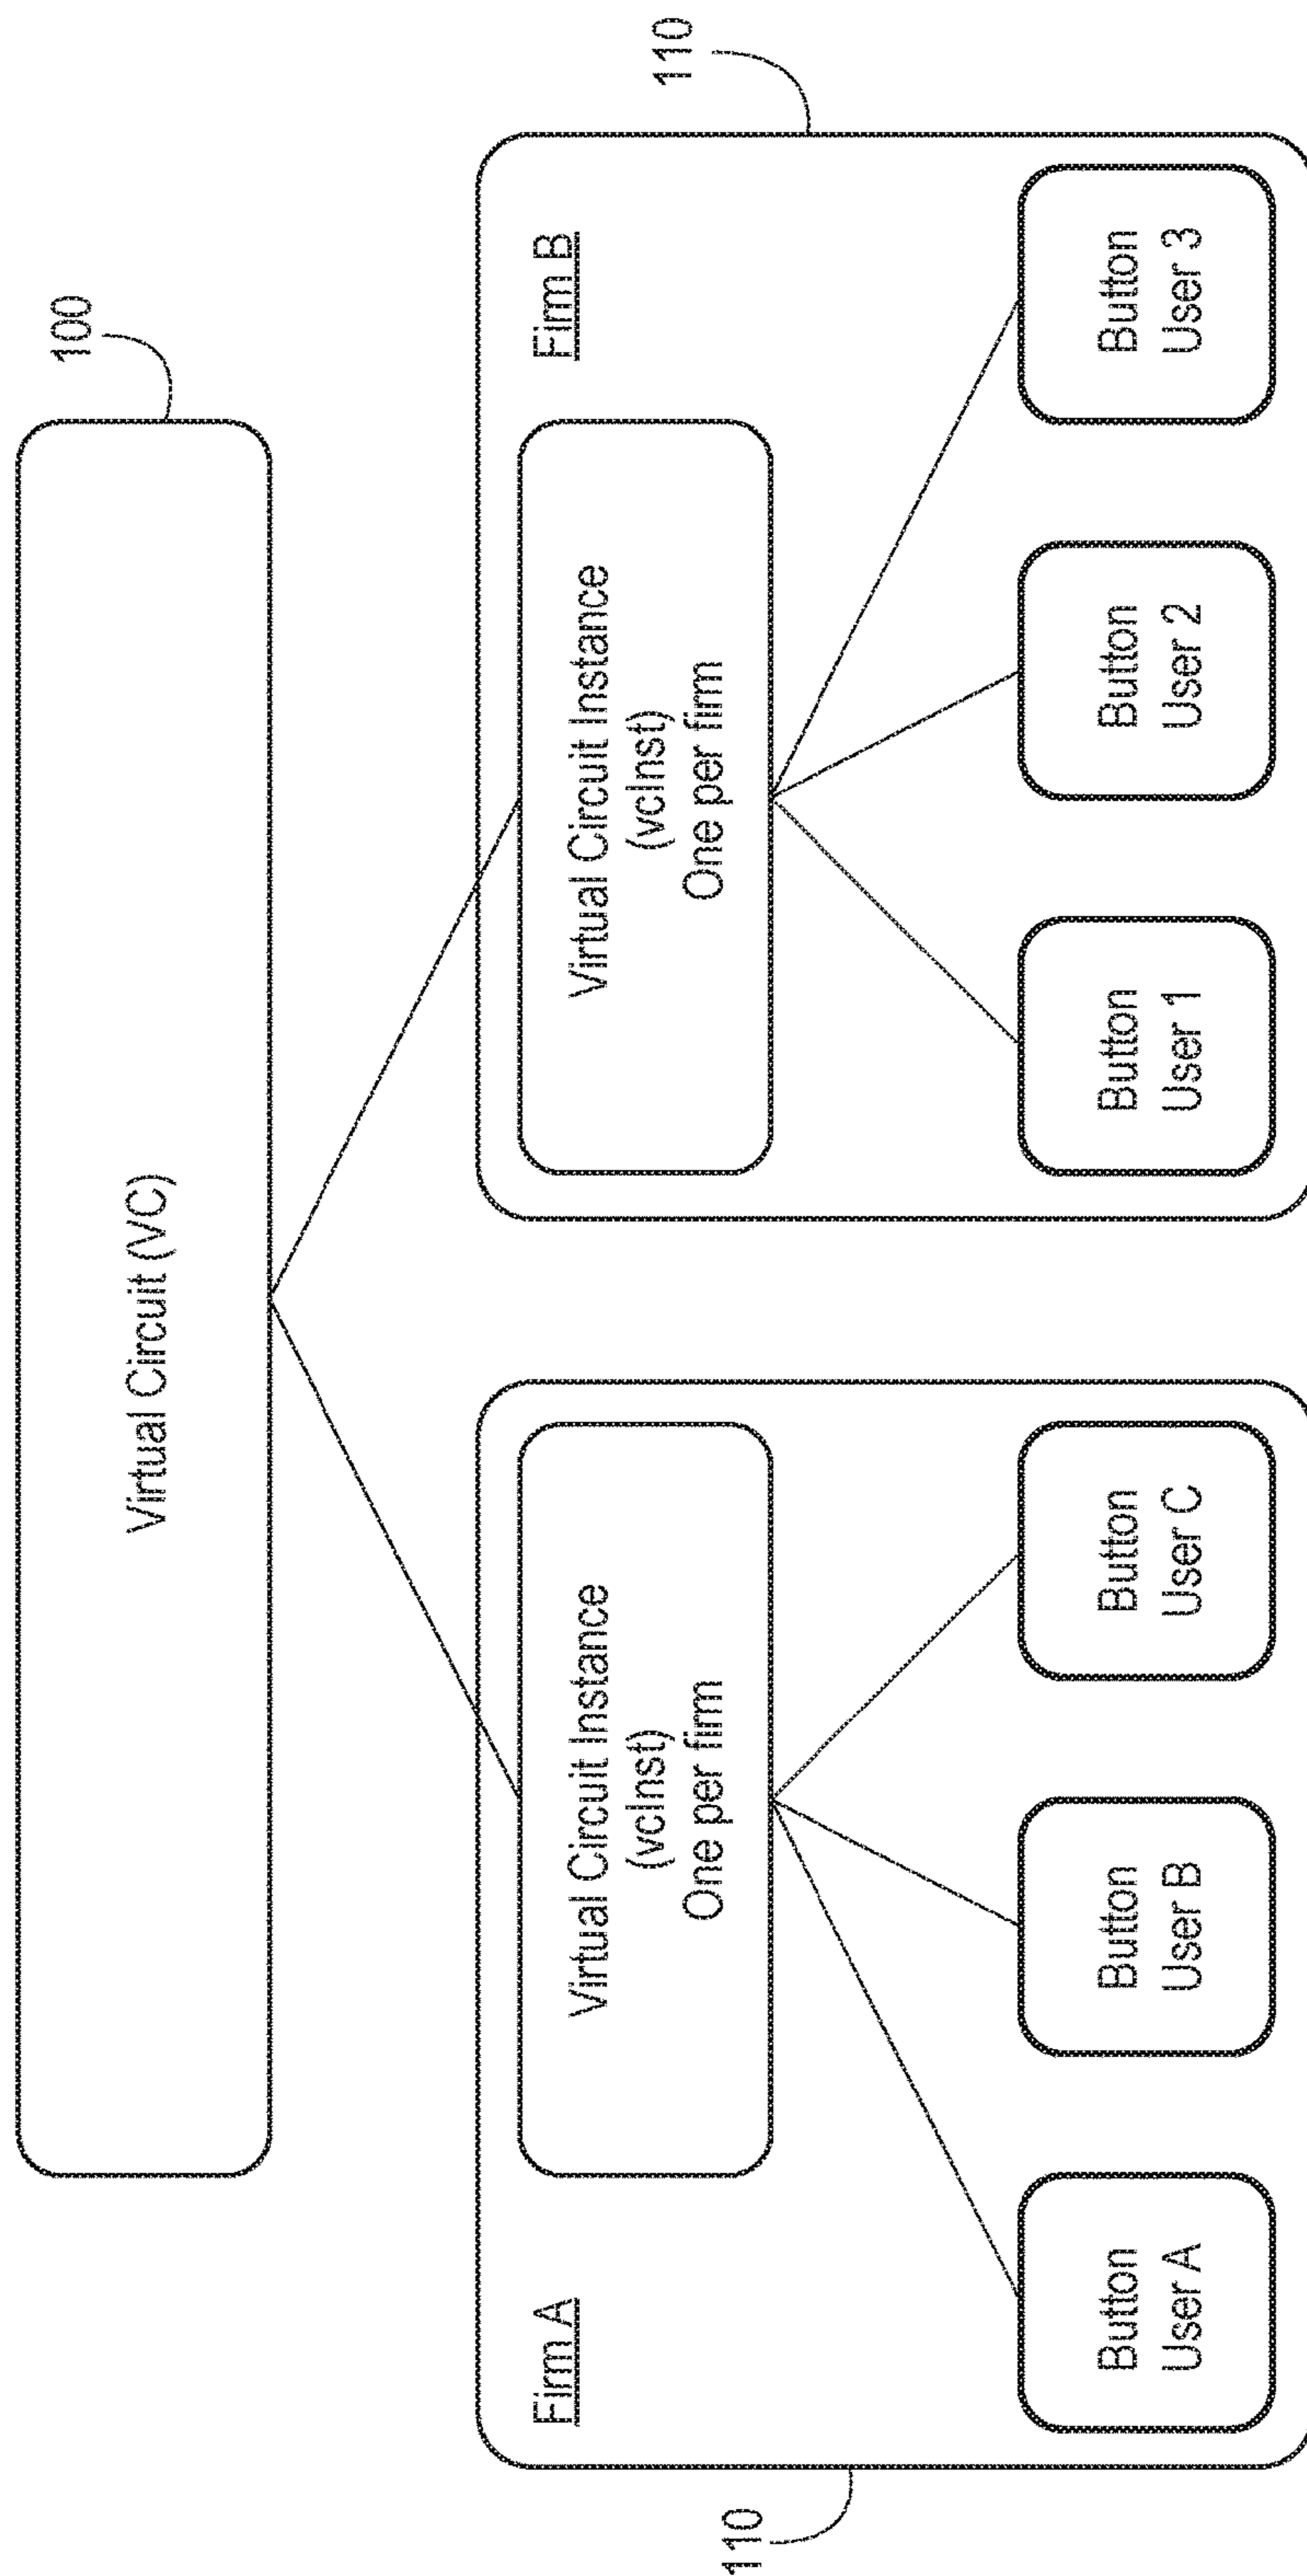 100
Virtual Circuit (VC)
110
Firm A
Virtual Circuit Instance
(vcInst)
One per firm
Button
User A
Button
User B
Button
User C
110
Firm B
Virtual Circuit Instance
(vcInst)
One per firm
Button
User 1
Button
User 2
Button
User 3